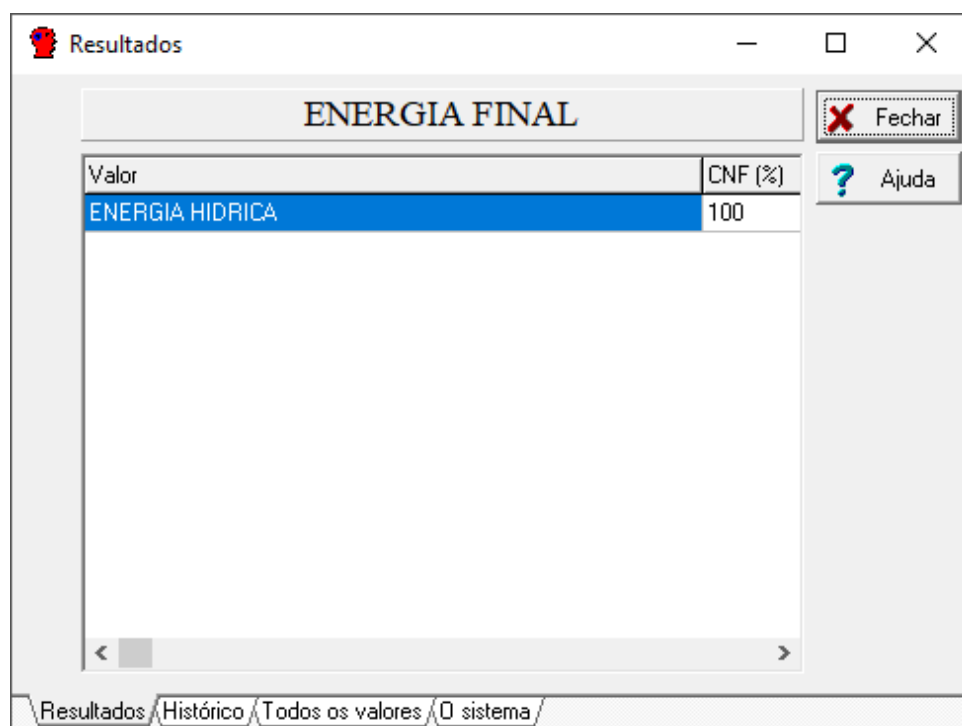 Resultados
ENERGIA FINAL
Fechar
Valor CNF (%)
Ajuda
ENERGIA HIDRICA 100
Resultados Histórico Todos os valores O sistema